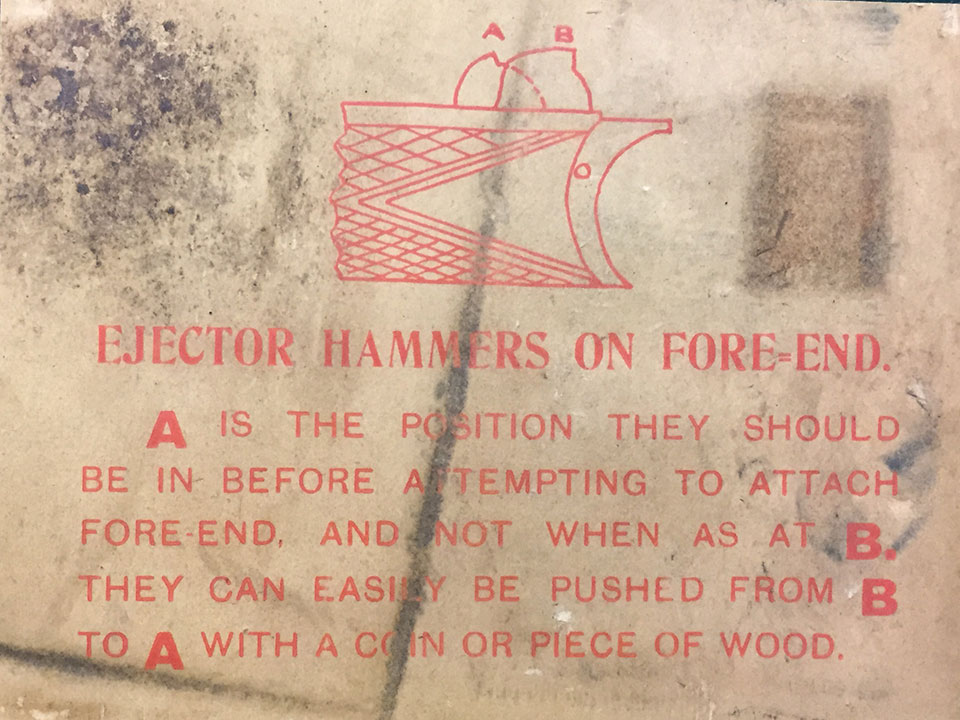 A B
EJECTOR HAMMERS ON FORE=END.
A IS THE POSITION THEY SHOULD
BE IN BEFORE ATTEMPTING TO ATTACH
FORE-END, AND NOT WHEN AS AT B.
THEY CAN EASILY BE PUSHED FROM B
TO A WITH A COIN OR PIECE OF WOOD.